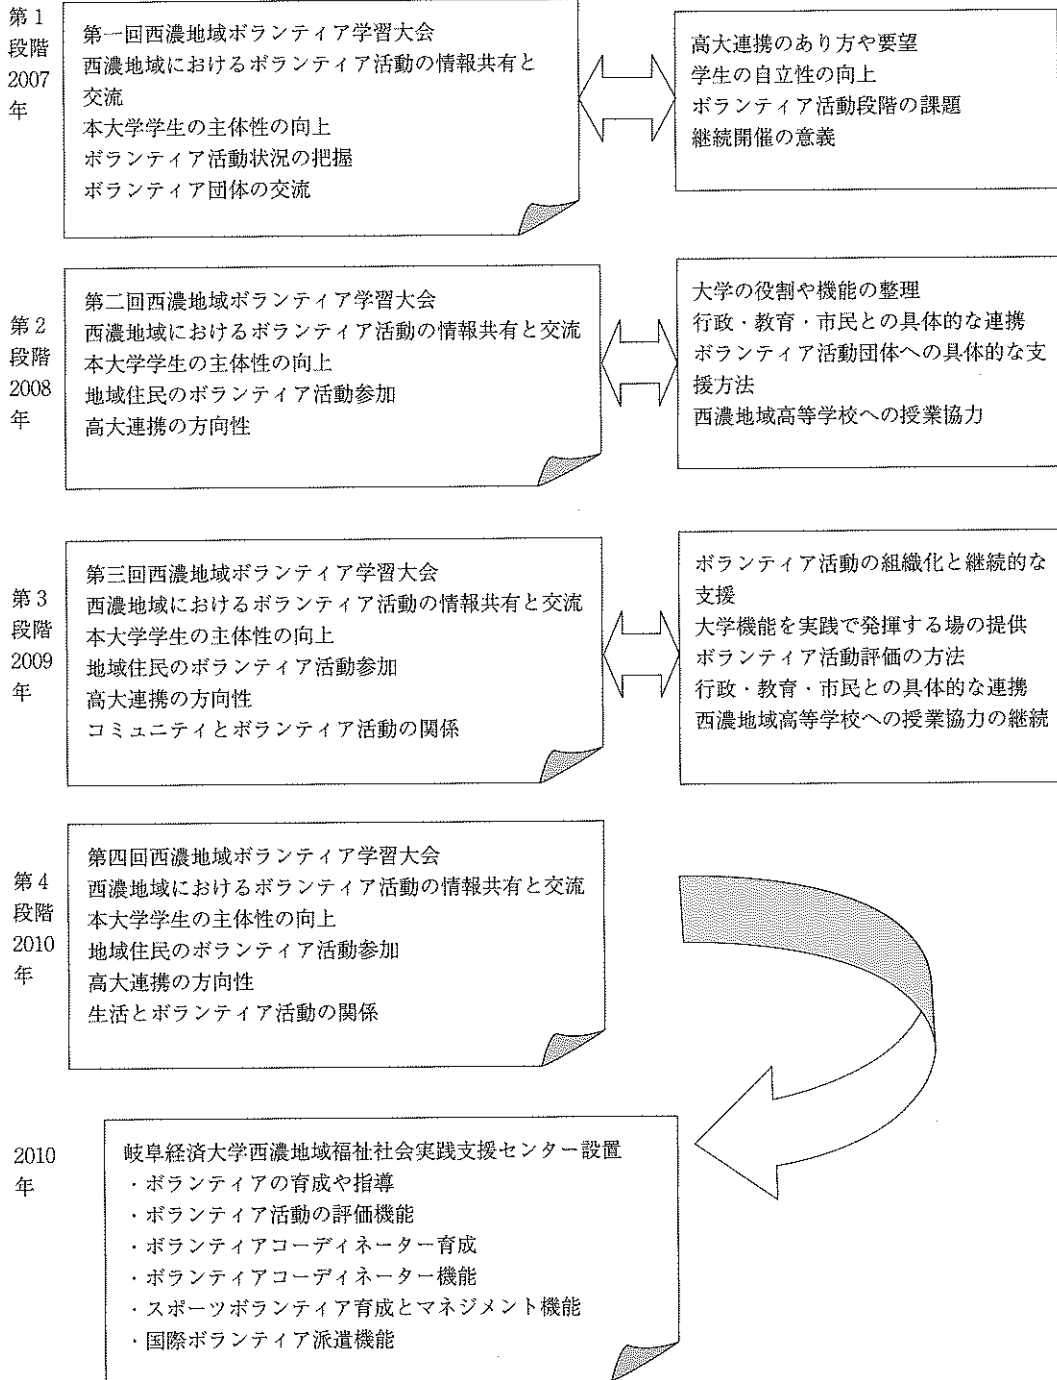 第1
段階
2007
年
第一回西濃地域ボランティア学習大会
西濃地域におけるボランティア活動の情報共有と
交流
本大学学生の主体性の向上
ボランティア活動状況の把握
ボランティア団体の交流
高大連携のあり方や要望
学生の自立性の向上
ボランティア活動段階の課題
継続開催の意義
第2
段階
2008
年
第二回西濃地域ボランティア学習大会
西濃地域におけるボランティア活動の情報共有と交流
本大学学生の主体性の向上
地域住民のボランティア活動参加
高大連携の方向性
大学の役割や機能の整理
行政・教育・市民との具体的な連携
ボランティア活動団体への具体的な支
援方法
西濃地域高等学校への授業協力
第3
段階
2009
年
第三回西濃地域ボランティア学習大会
西濃地域におけるボランティア活動の情報共有と交流
本大学学生の主体性の向上
地域住民のボランティア活動参加
高大連携の方向性
コミュニティとボランティア活動の関係
ボランティア活動の組織化と継続的な
支援
大学機能を実践で発揮する場の提供
ボランティア活動評価の方法
行政・教育・市民との具体的な連携
西濃地域高等学校への授業協力の継続
第4
段階
2010
年
第四回西濃地域ボランティア学習大会
西濃地域におけるボランティア活動の情報共有と交流
本大学学生の主体性の向上
地域住民のボランティア活動参加
高大連携の方向性
生活とボランティア活動の関係
2010
年
岐阜経済大学西濃地域福祉社会実践支援センター設置
・ボランティアの育成や指導
・ボランティア活動の評価機能
・ボランティアコーディネーター育成
・ボランティアコーディネーター機能
・スポーツボランティア育成とマネジメント機能
・国際ボランティア派遣機能